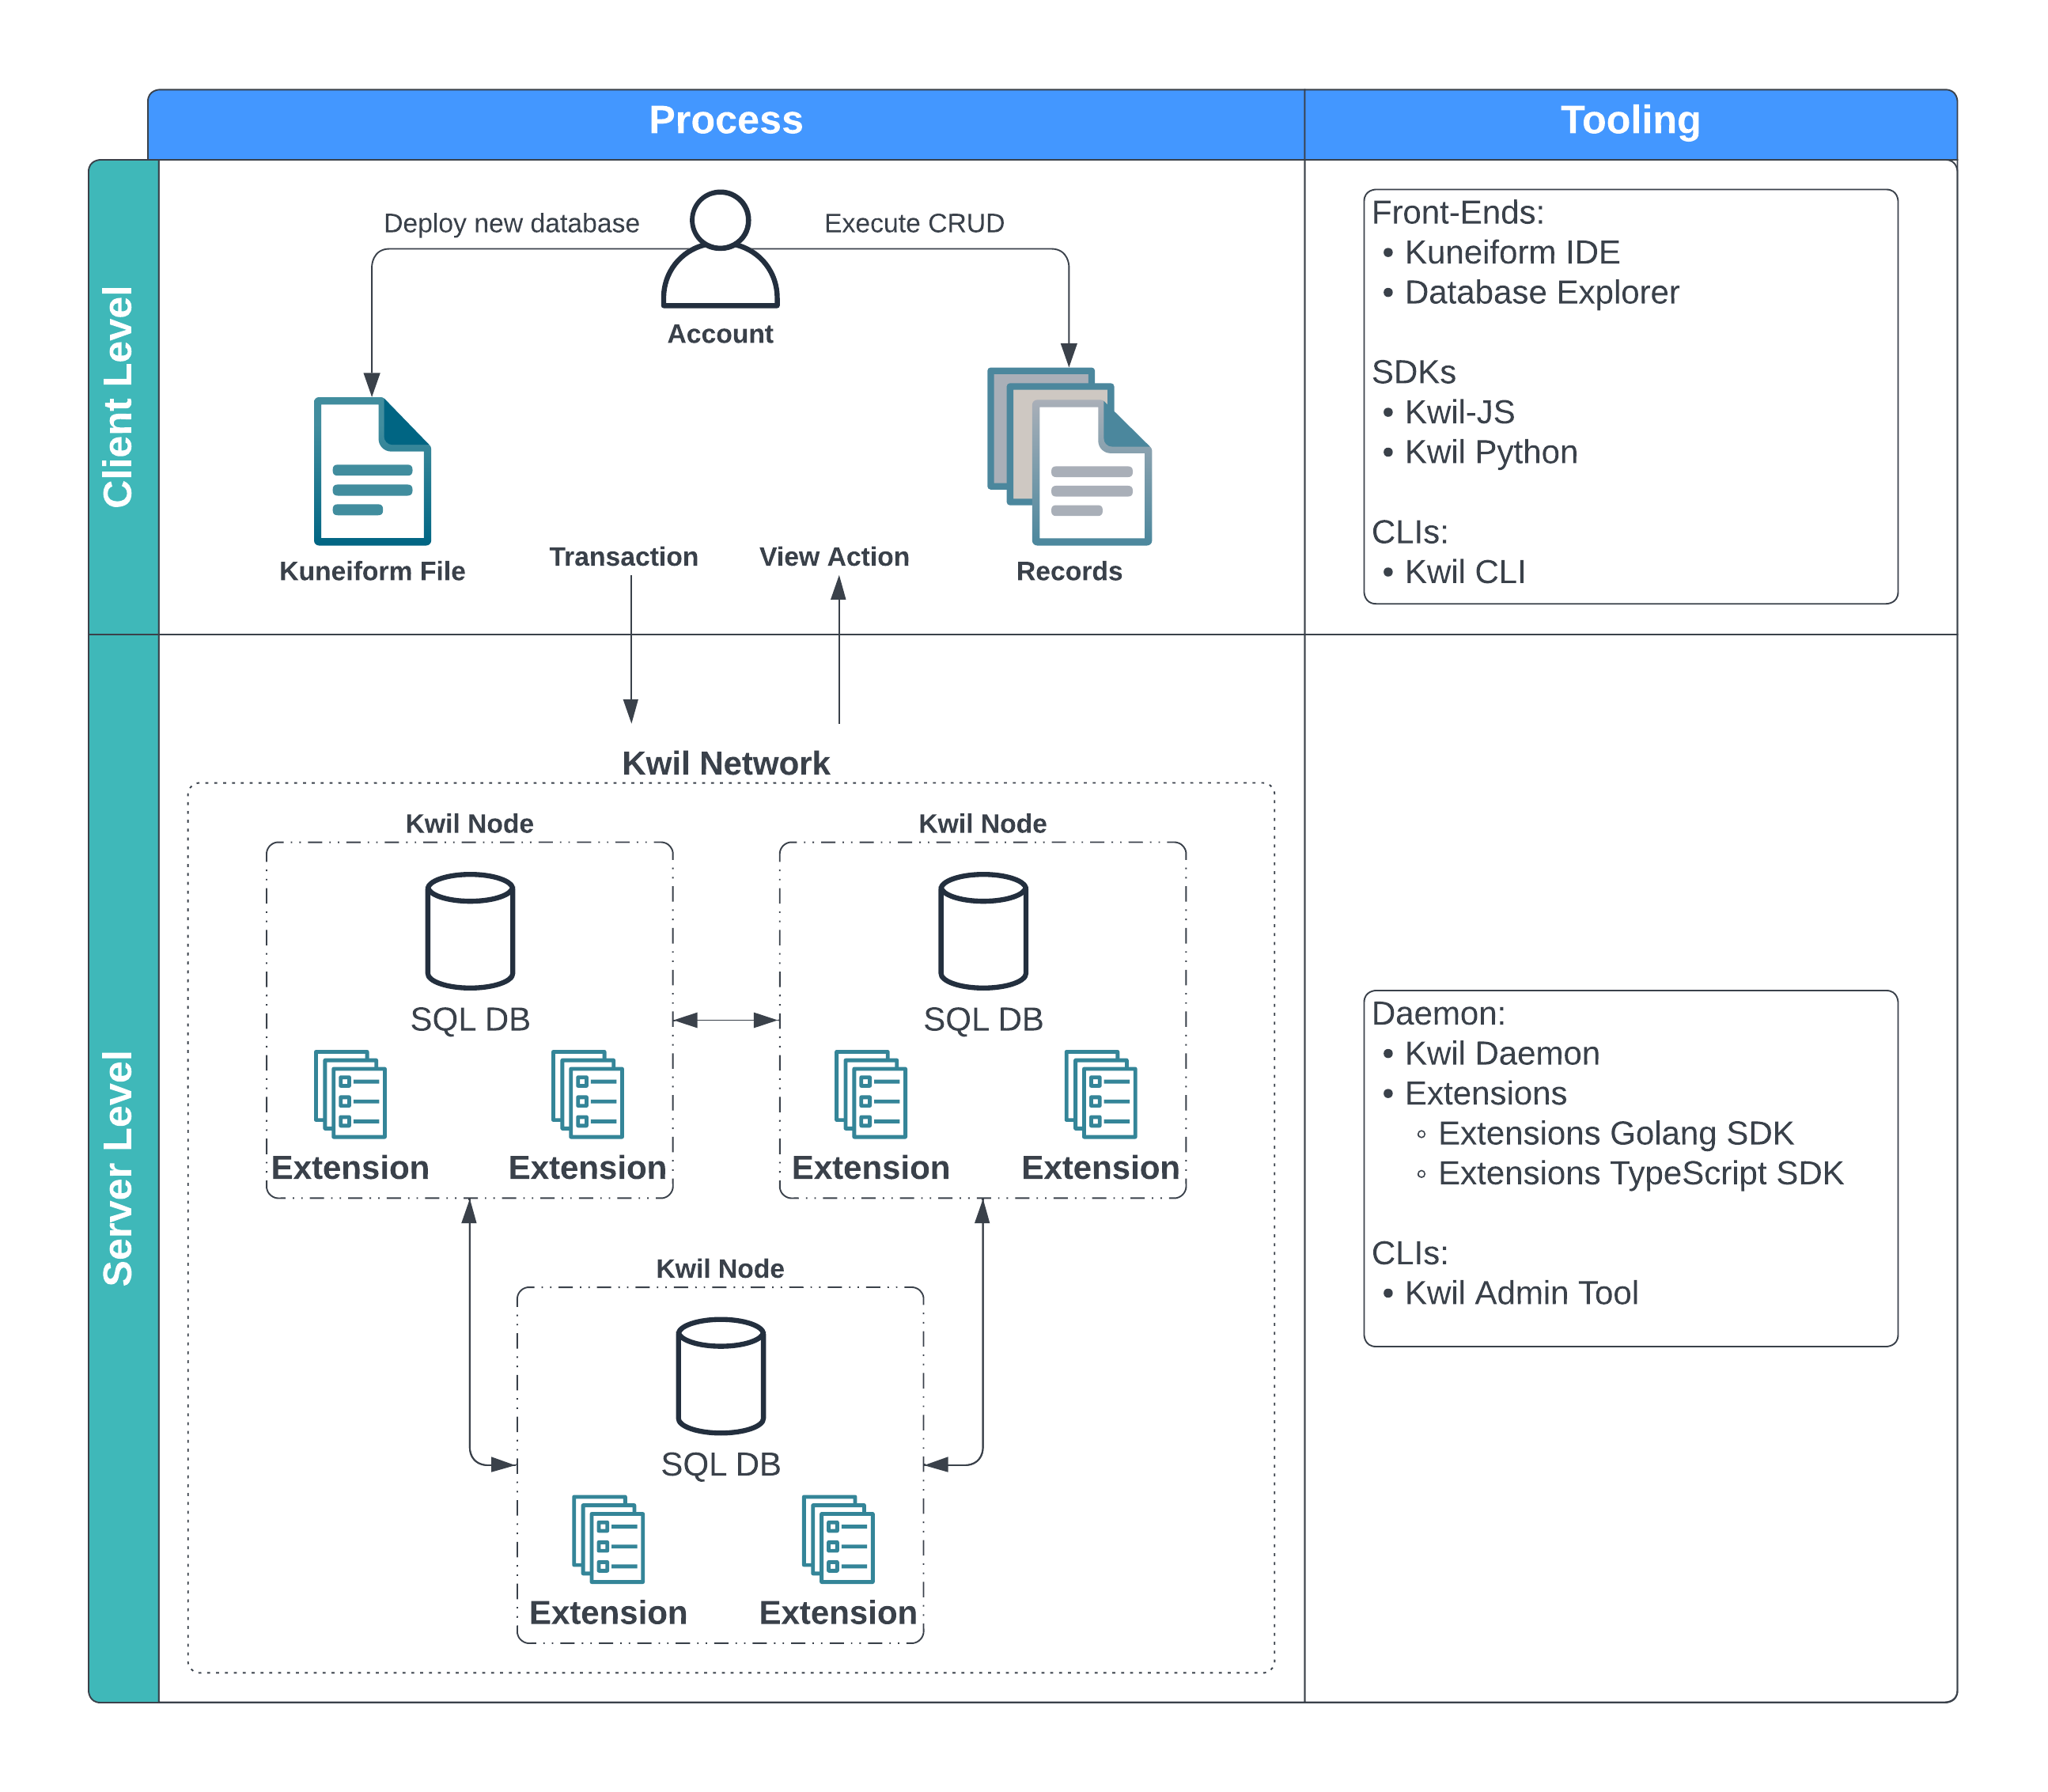 Process
Tooling
Client Level
Deploy new database
Execute CRUD
Account
Kuneiform File
Transaction
View Action
Records
Front-Ends:
• Kuneiform IDE
• Database Explorer
SDKs
• Kwil-JS
• Kwil Python
CLIs:
• Kwil CLI
Server Level
Kwil Network
Kwil Node
SQL DB
Extension
Extension
Kwil Node
SQL DB
Extension
Extension
Kwil Node
SQL DB
Extension
Extension
Daemon:
• Kwil Daemon
• Extensions
◦ Extensions Golang SDK
◦ Extensions TypeScript SDK
CLIs:
• Kwil Admin Tool